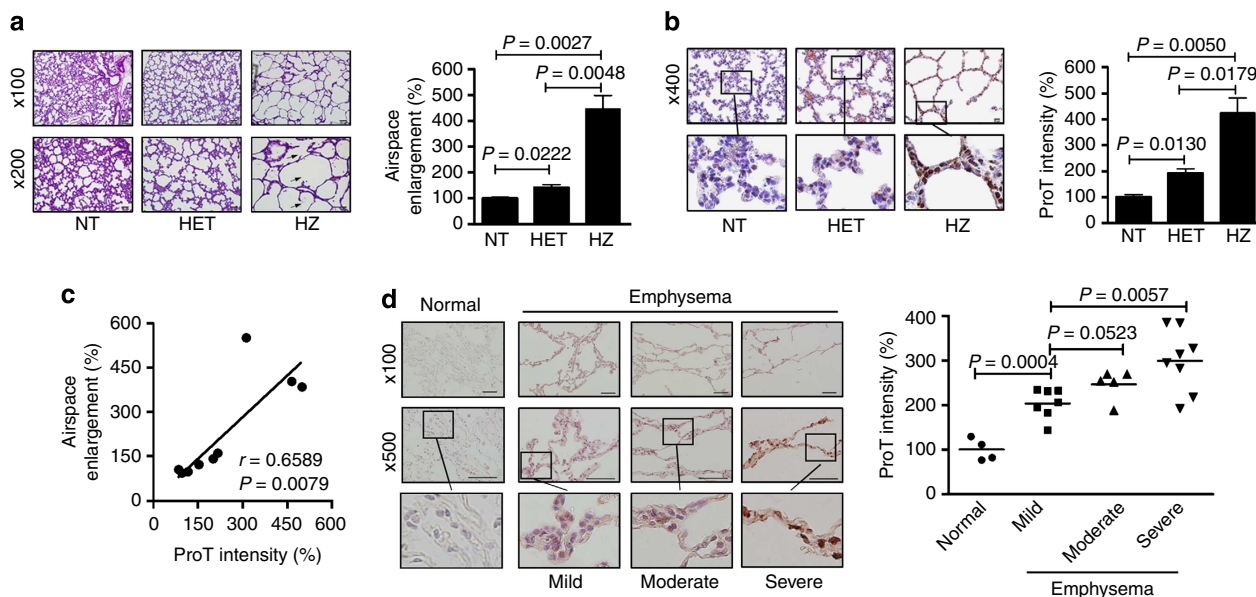 a
x100
x200
NT
HET
HZ
Airspace
enlargement (%)
600
500
400
300
200
100
0
P = 0.0027
P = 0.0048
P = 0.0222
NT
HET
HZ
b
x400
NT
HET
HZ
ProT intensity (%)
600
500
400
300
200
100
0
P = 0.0050
P = 0.0179
P = 0.0130
NT
HET
HZ
c
Airspace
enlargement (%)
600
450
300
150
0
r = 0.6589
P = 0.0079
0
150
300
450
600
ProT intensity (%)
d
Normal
Emphysema
x100
x500
Mild
Moderate
Severe
ProT intensity (%)
400
300
200
100
0
P = 0.0057
P = 0.0523
P = 0.0004
Normal
Mild
Moderate
Severe
Emphysema